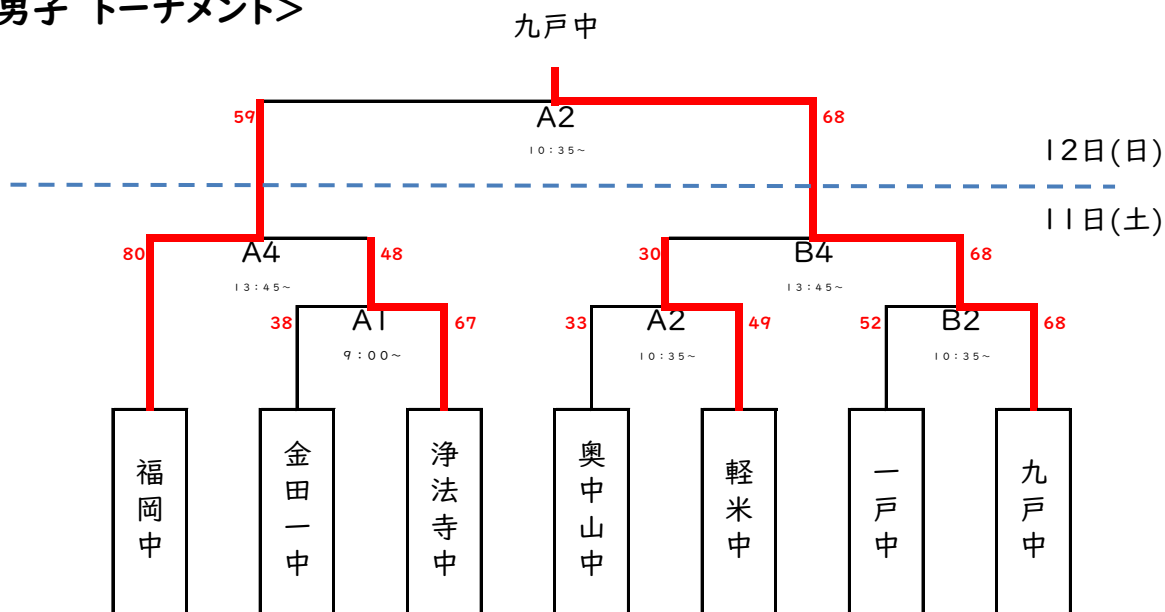 男子 トーナメント>
九戸中
59
A2
68
10:35~
12日(日)
11日(土)
80
A4
48
30
B4
68
13:45~
13:45~
38
A1
67
33
A2
49
52
B2
68
9:00~
10:35~
10:35~
福岡中
金田一中
浄法寺中
奥中山中
軽米中
一戸中
九戸中